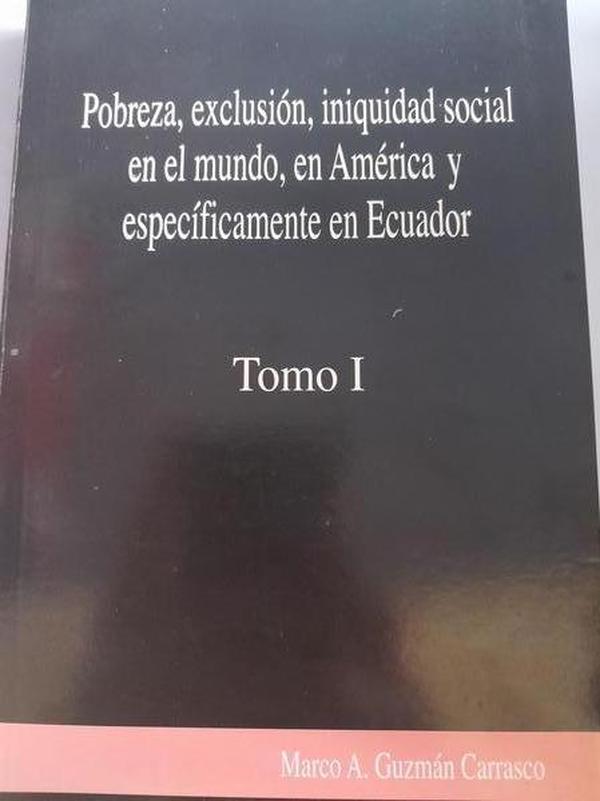 Pobreza, exclusión, iniquidad social
en el mundo, en América y
específicamente en Ecuador
Tomo I
Marco A. Guzmán Carrasco